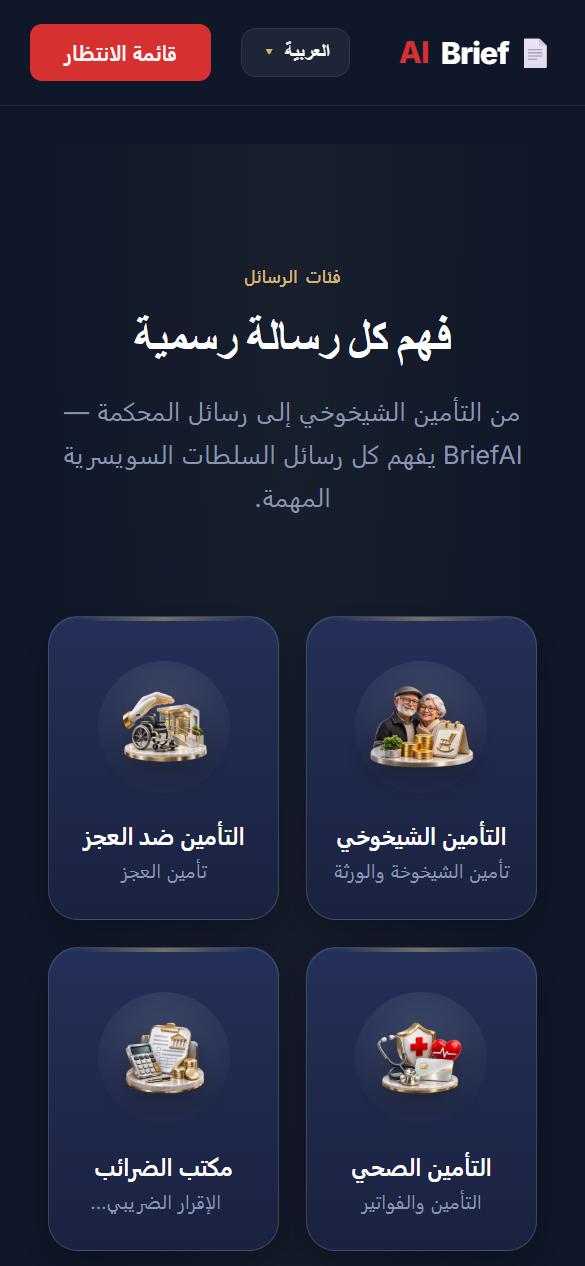 Brief AI
العربية
قائمة الانتظار
فئات الرسائل
فهم كل رسالة رسمية
من التأمين الشيخوخي إلى رسائل المحكمة —
BriefAI يفهم كل رسائل السلطات السويسرية
المهمة.
التأمين الشيخوخي
تأمين الشيخوخة والورثة
التأمين ضد العجز
تأمين العجز
التأمين الصحي
التأمين والفواتير
مكتب الضرائب
الإقرار الضريبي...